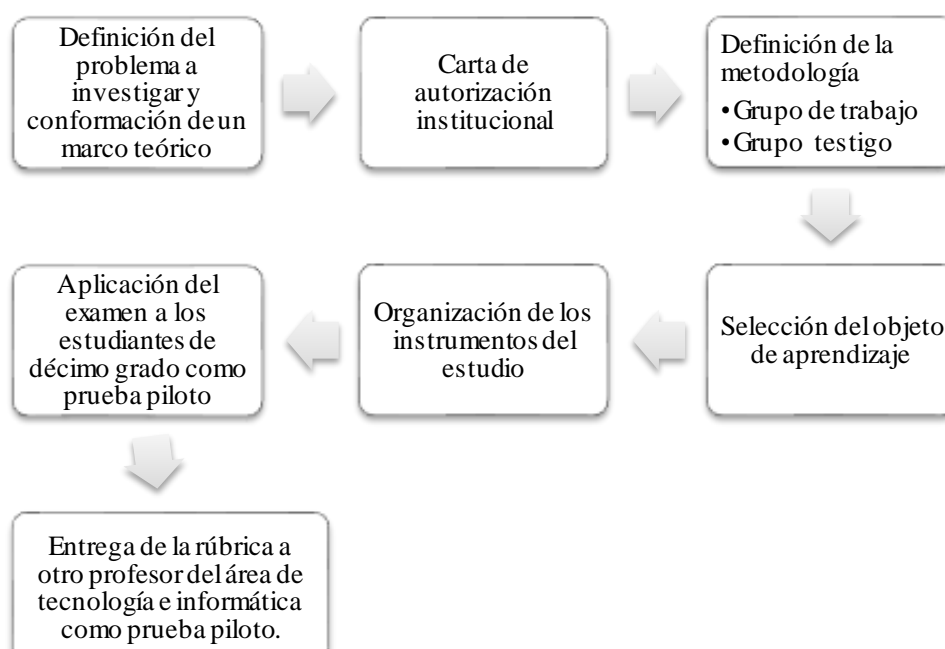 Definición del
problema a
investigar y
conformación de un
marco teórico
Carta de
autorización
institucional
Definición de la
metodología
•Grupo de trabajo
•Grupo testigo
Selección del objeto
de aprendizaje
Organización de los
instrumentos del
estudio
Aplicación del
examen a los
estudiantes de
décimo grado como
prueba piloto
Entrega de la rúbrica a
otro profesor del área de
tecnología e informática
como prueba piloto.